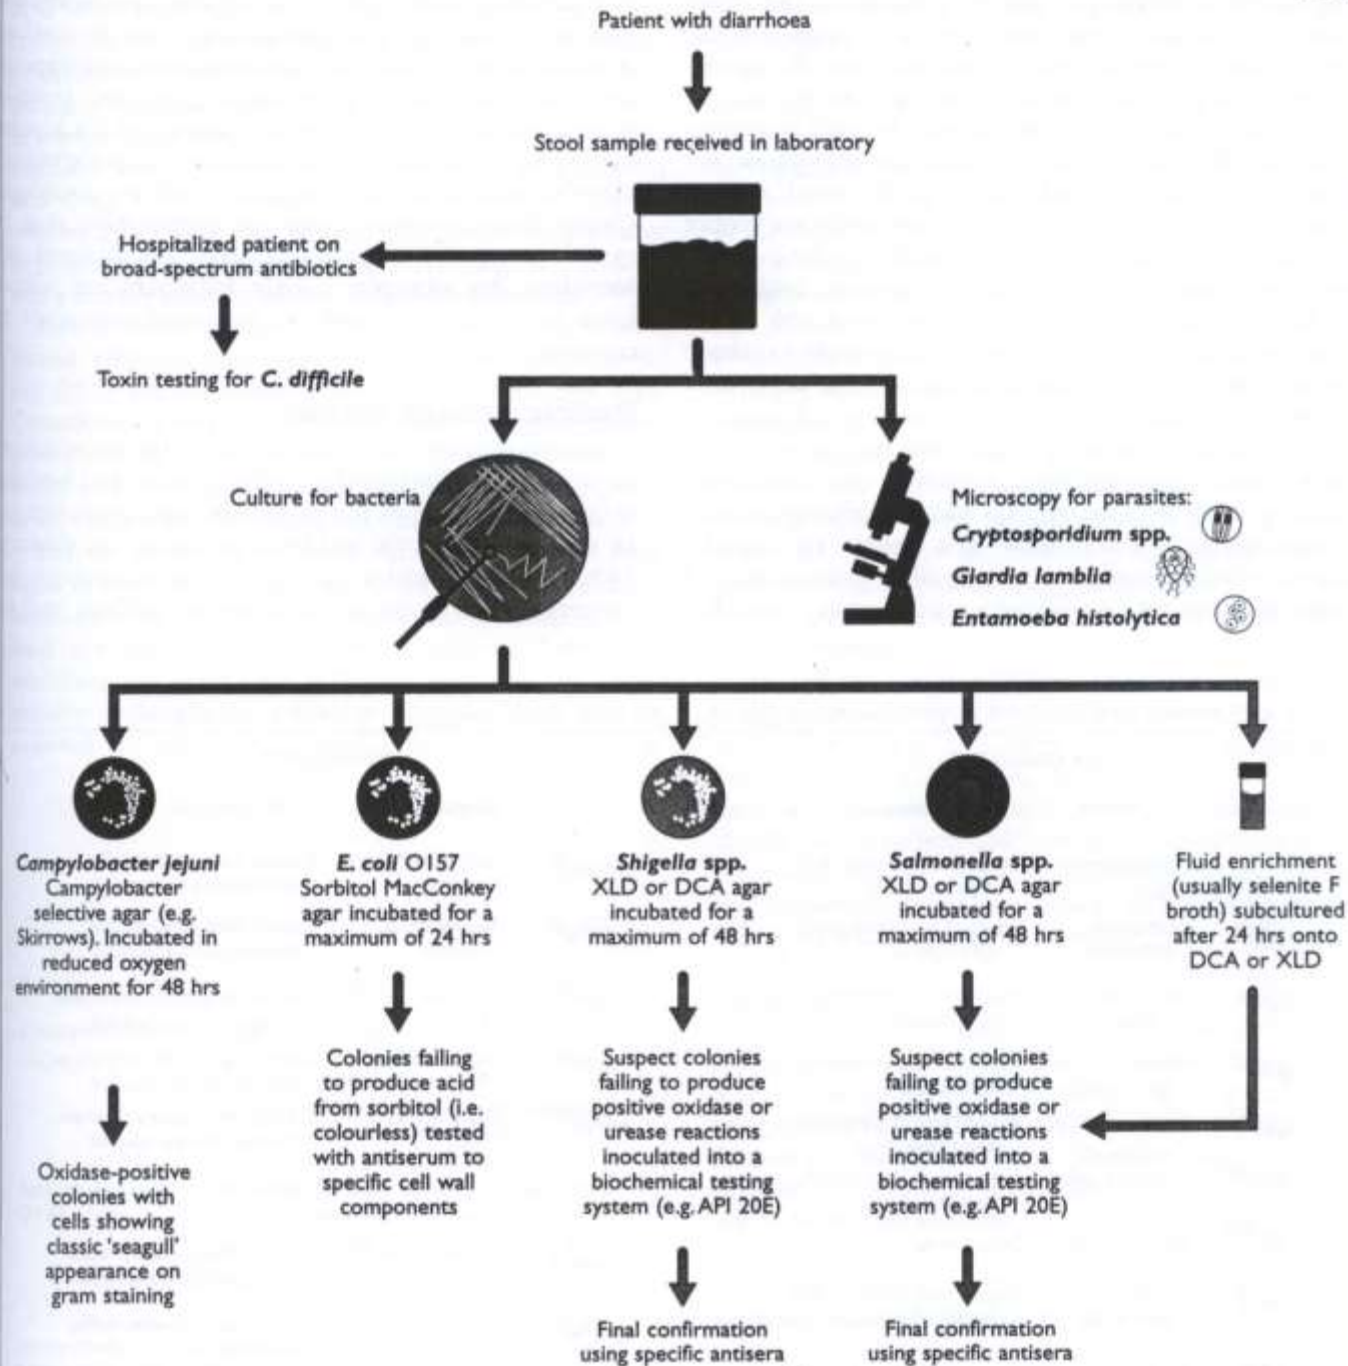 Patient with diarrhoea
Stool sample received in laboratory
Hospitalized patient on
broad-spectrum antibiotics
Toxin testing for C. difficile
Culture for bacteria
Microscopy for parasites:
Cryptosporidium spp.
Giardia lamblia
Entamoeba histolytica
Campylobacter jejuni
Campylobacter
selective agar (e.g.
Skirrows). Incubated in
reduced oxygen
environment for 48 hrs
Oxidase-positive
colonies with
cells showing
classic 'seagull'
appearance on
gram staining
E. coli O157
Sorbitol MacConkey
agar incubated for a
maximum of 24 hrs
Colonies failing
to produce acid
from sorbitol (i.e.
colourless) tested
with antiserum to
specific cell wall
components
Shigella spp.
XLD or DCA agar
incubated for a
maximum of 48 hrs
Suspect colonies
failing to produce
positive oxidase or
urease reactions
inoculated into a
biochemical testing
system (e.g. API 20E)
Final confirmation
using specific antisera
Salmonella spp.
XLD or DCA agar
incubated for a
maximum of 48 hrs
Suspect colonies
failing to produce
positive oxidase or
urease reactions
inoculated into a
biochemical testing
system (e.g. API 20E)
Final confirmation
using specific antisera
Fluid enrichment
(usually selenite F
broth) subcultured
after 24 hrs onto
DCA or XLD